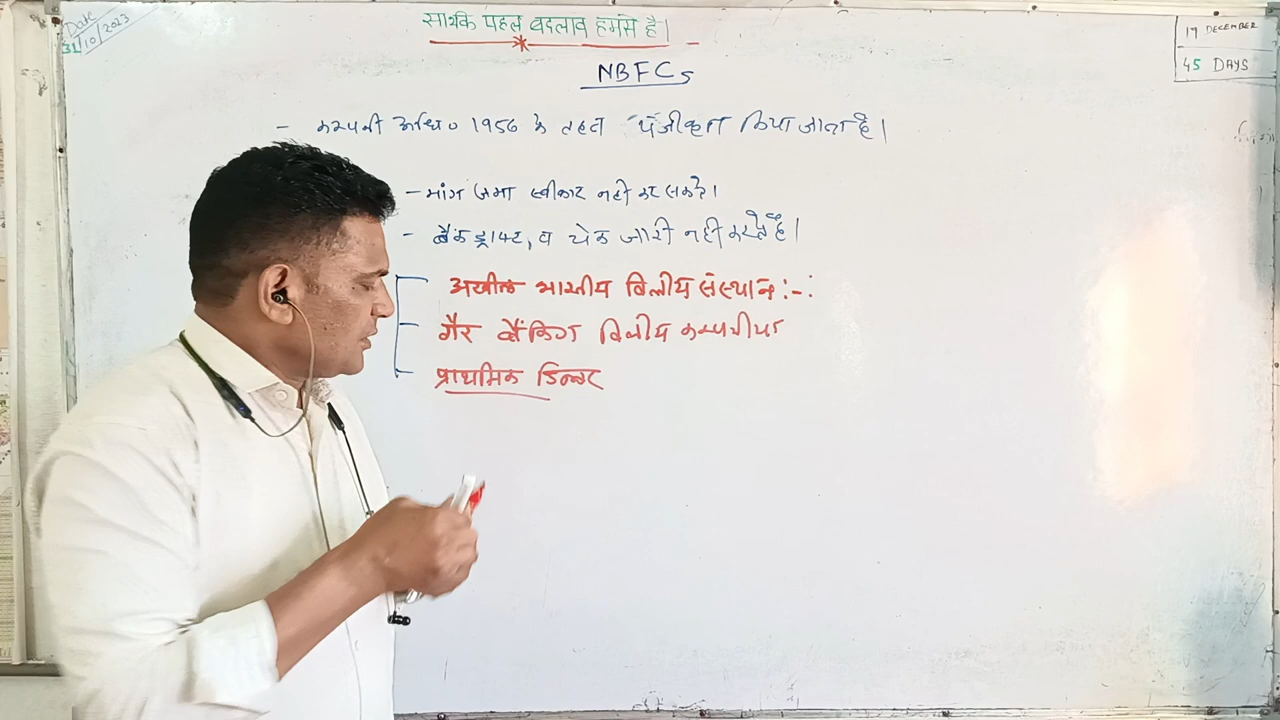 Date
31/10/2023
सार्थक पहल बदलाव हमसे है।
19 DECEMBER
45 DAYS
NBFCs
- कम्पनी अधि० 1956 के तहत पंजीकृत किया जाता है।
- मांग जमा स्वीकार नहीं कर सकते।
- बैंक ड्राफ्ट, व चेक जारी नहीं करते है।
अखील भारतीय वित्तीय संस्थान :-:
गैर बैंकिंग वित्तीय कम्पनीयां
प्राथमिक डिलर